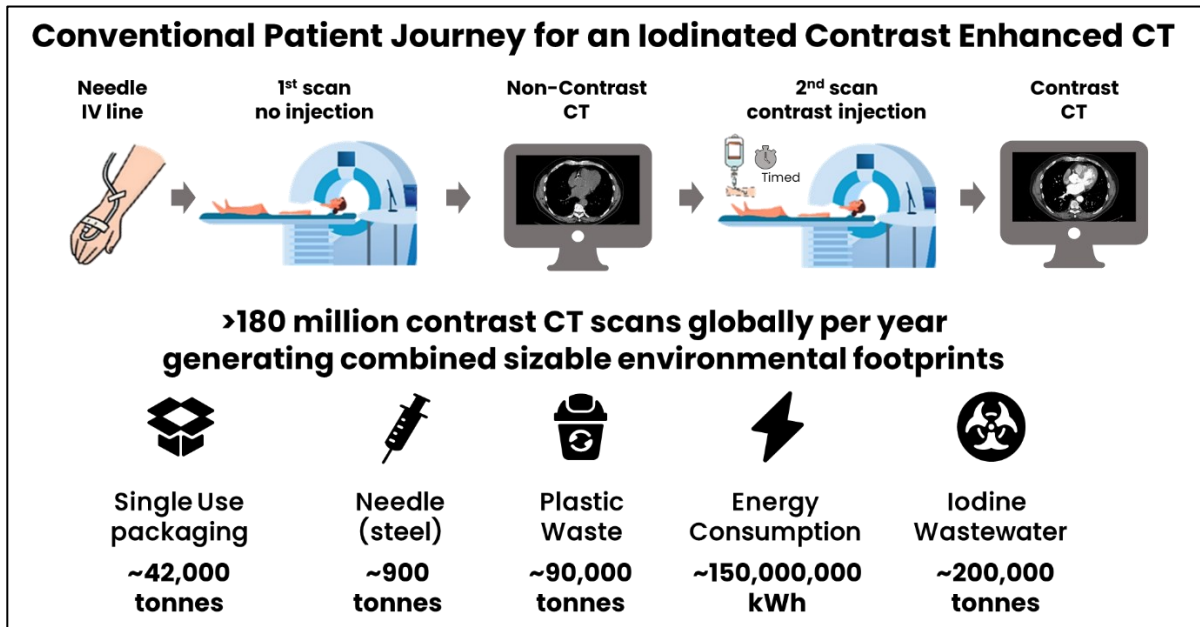 Conventional Patient Journey for an Iodinated Contrast Enhanced CT
Needle
IV line
1st scan
no injection
Non-Contrast
CT
2nd scan
contrast injection
Contrast
CT
Timed
>180 million contrast CT scans globally per year
generating combined sizable environmental footprints
Single Use
packaging
~42,000
tonnes
Needle
(steel)
~900
tonnes
Plastic
Waste
~90,000
tonnes
Energy
Consumption
~150,000,000
kWh
Iodine
Wastewater
~200,000
tonnes